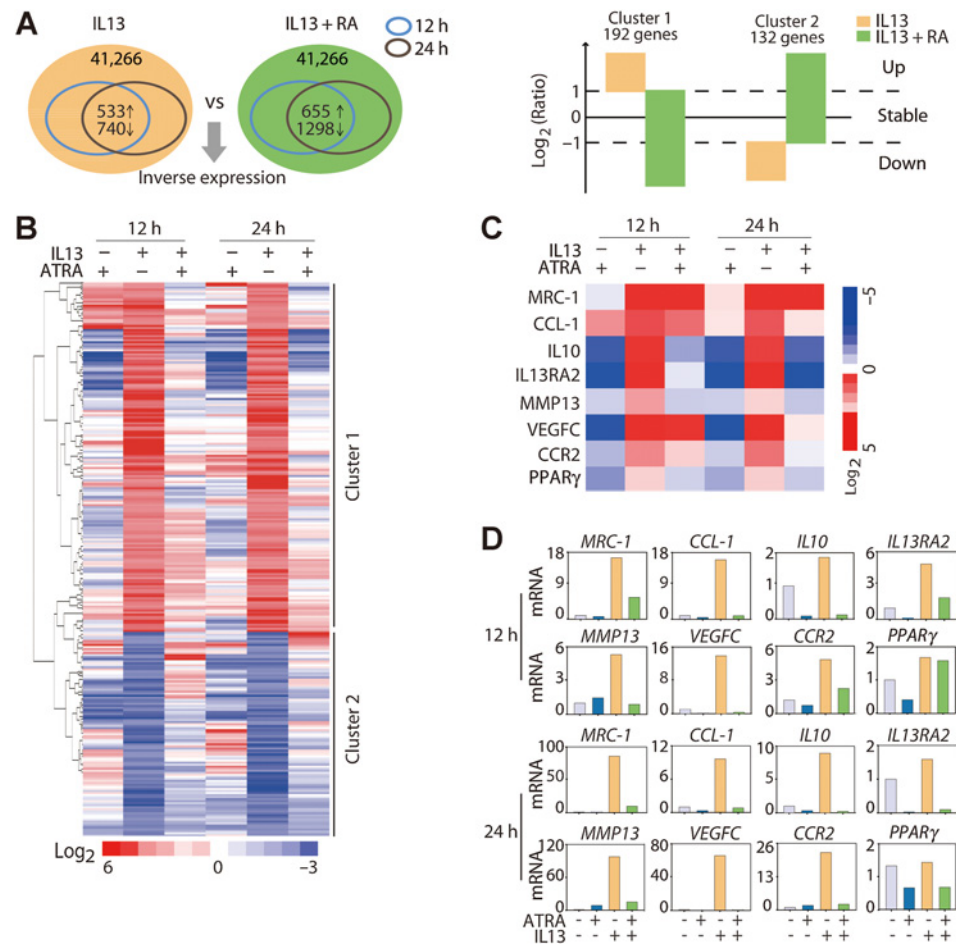 A
IL13
IL13 + RA
12 h
24 h
41,266
41,266
533↑
740↓
vs
655 ↑
1298↓
Inverse expression
Cluster 1
192 genes
Cluster 2
132 genes
IL13
IL13 + RA
Log2 (Ratio)
1
0
−1
Up
Stable
Down
B
12 h
24 h
IL13 − + + − + +
ATRA + − + + − +
Cluster 1
Cluster 2
Log2
6
0
−3
C
12 h
24 h
IL13 − + + − + +
ATRA + − + + − +
MRC-1
CCL-1
IL10
IL13RA2
MMP13
VEGFC
CCR2
PPARγ
−5
0
5
Log2
D
12 h
MRC-1
CCL-1
IL10
IL13RA2
mRNA
18
9
0
18
9
0
2
1
0
6
3
0
MMP13
VEGFC
CCR2
PPARγ
mRNA
6
3
0
16
8
0
6
3
0
2
1
0
24 h
MRC-1
CCL-1
IL10
IL13RA2
mRNA
100
50
0
12
6
0
10
5
0
2
1
0
MMP13
VEGFC
CCR2
PPARγ
mRNA
120
60
0
80
40
0
26
13
0
2
1
0
ATRA - + - + - + - + - + - + - + - +
IL13 - - + + - - + + - - + + - - + +